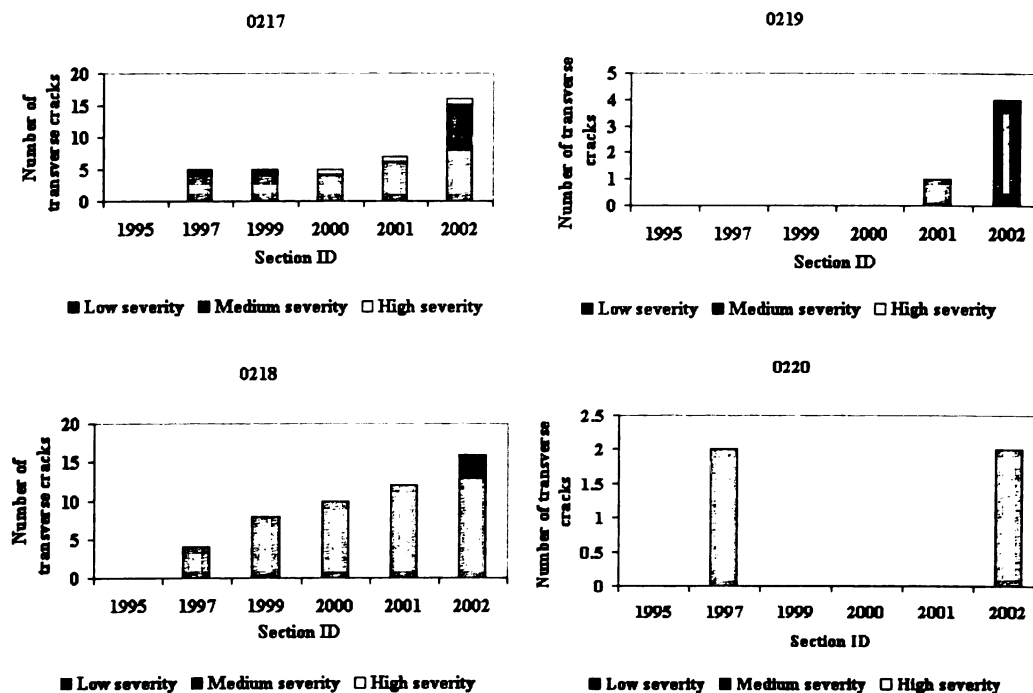 0217
Number of
transverse cracks
20
15
10
5
0
1995 1997 1999 2000 2001 2002
Section ID
Low severity Medium severity High severity
0219
Number of transverse
cracks
5
4
3
2
1
0
1995 1997 1999 2000 2001 2002
Section ID
Low severity Medium severity High severity
0218
Number of
transverse cracks
20
15
10
5
0
1995 1997 1999 2000 2001 2002
Section ID
Low severity Medium severity High severity
0220
Number of transverse
cracks
2.5
2
1.5
1
0.5
0
1995 1997 1999 2000 2001 2002
Section ID
Low severity Medium severity High severity